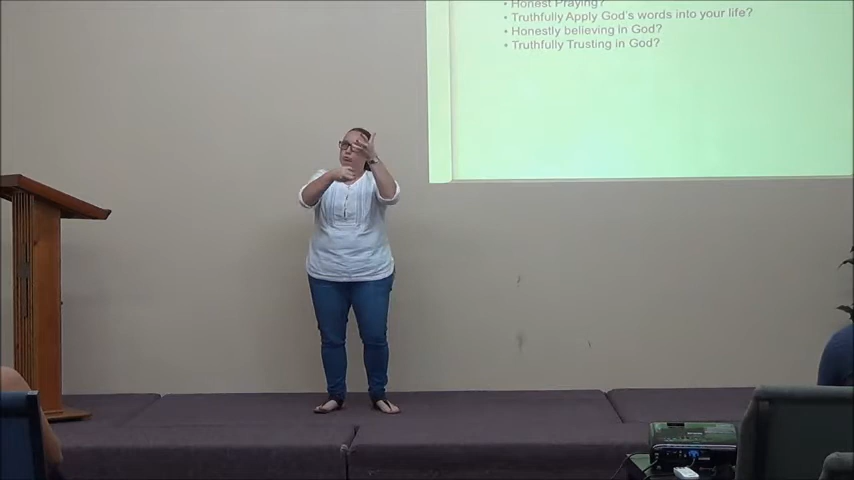 • Honest Praying?
• Truthfully Apply God's words into your life?
• Honestly believing in God?
• Truthfully Trusting in God?